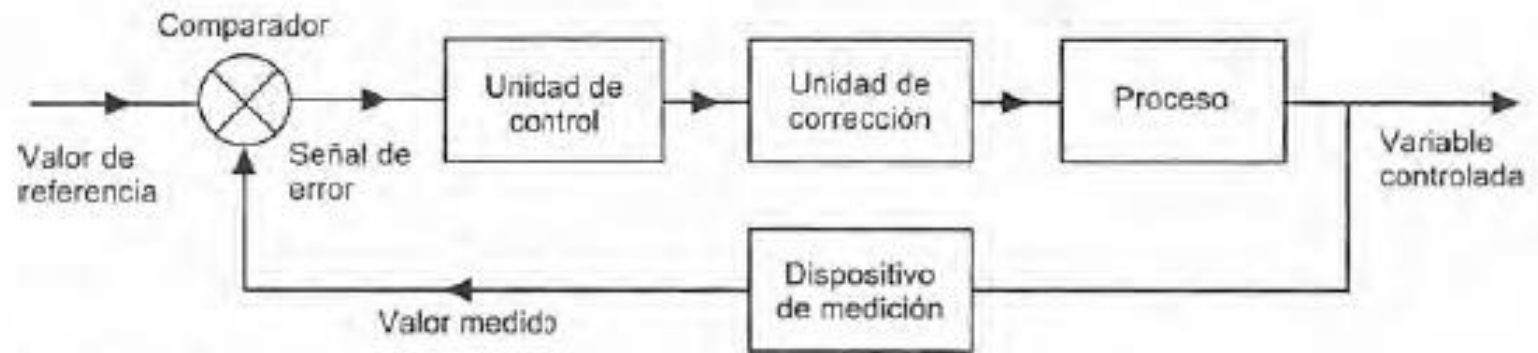 Comparador
Unidad de
control
Unidad de
corrección
Proceso
Valor de
referencia
Señal de
error
Variable
controlada
Dispositivo
de medición
Valor medido